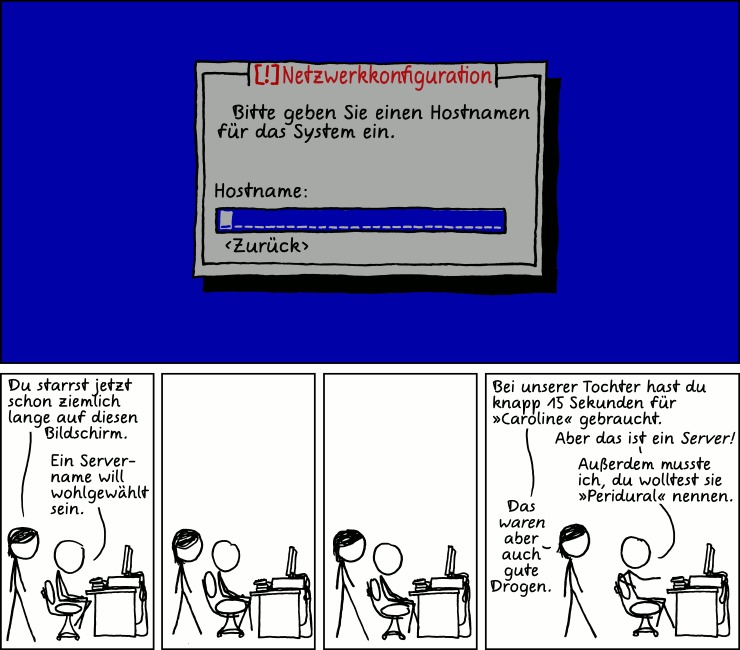 [!]Netzwerkkonfiguration
Bitte geben Sie einen Hostnamen
für das System ein.
Hostname:
<Zurück>
Du starrst jetzt
schon ziemlich
lange auf diesen
Bildschirm.
Ein Server-
name will
wohlgewählt
sein.
Bei unserer Tochter hast du
knapp 15 Sekunden für
»Caroline« gebraucht.
Aber das ist ein Server!
Außerdem musste
ich, du wolltest sie
»Peridural« nennen.
Das
waren
aber
auch
gute
Drogen.